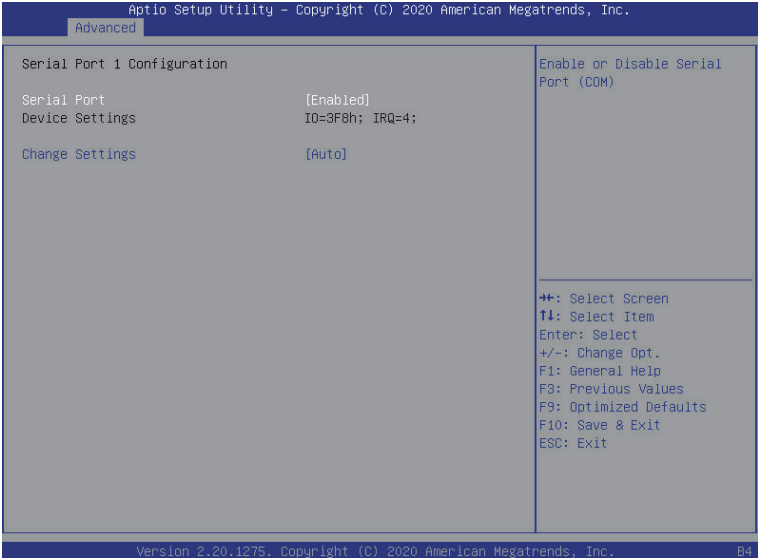 Aptio Setup Utility – Copyright (C) 2020 American Megatrends, Inc.
Advanced
Serial Port 1 Configuration
Serial Port [Enabled]
Device Settings IO=3F8h; IRQ=4;
Change Settings [Auto]
Enable or Disable Serial
Port (COM)
→←: Select Screen
↑↓: Select Item
Enter: Select
+/-: Change Opt.
F1: General Help
F3: Previous Values
F9: Optimized Defaults
F10: Save & Exit
ESC: Exit
Version 2.20.1275. Copyright (C) 2020 American Megatrends, Inc.
B4